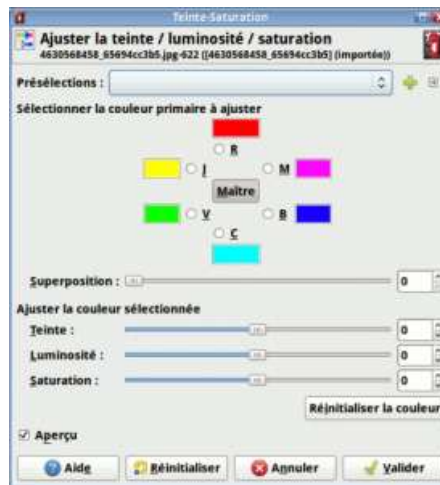 Teinte-Saturation
Ajuster la teinte / luminosité / saturation
4630568458_65694cc3b5.jpg-622 ([4630568458_65694cc3b5] (importée))
Présélections :
Sélectionner la couleur primaire à ajuster
R
J M
Maître
V B
C
Superposition : 0
Ajuster la couleur sélectionnée
Teinte : 0
Luminosité : 0
Saturation : 0
Réinitialiser la couleur
Aperçu
Aide Réinitialiser Annuler Valider